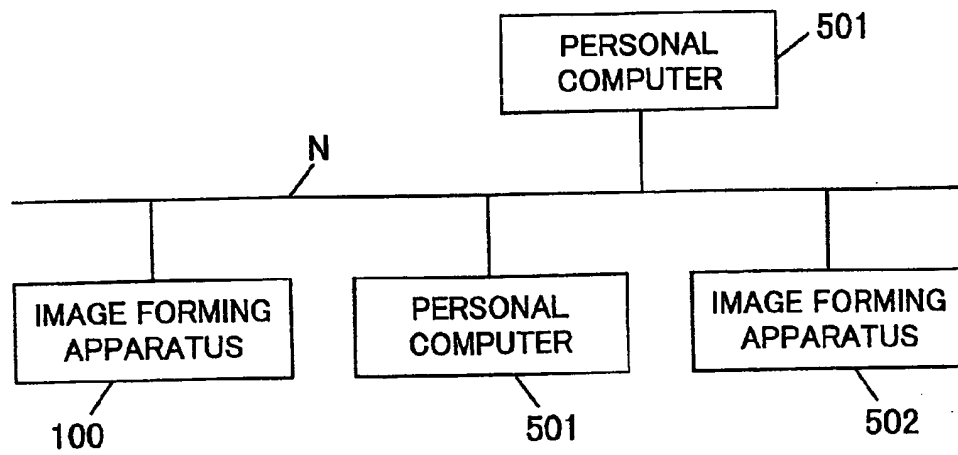 PERSONAL
COMPUTER
501
N
IMAGE FORMING
APPARATUS
100
PERSONAL
COMPUTER
501
IMAGE FORMING
APPARATUS
502